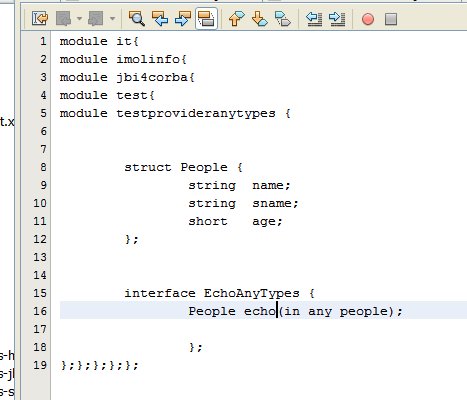 1 module it{
2 module imolinfo{
3 module jbi4corba{
4 module test{
5 module testprovideranytypes {
t.x
6
7
8 struct People {
9 string name;
10 string sname;
11 short age;
12 };
13
14
15 interface EchoAnyTypes {
16 People echo(in any people);
17
18 };
19 };};};};};